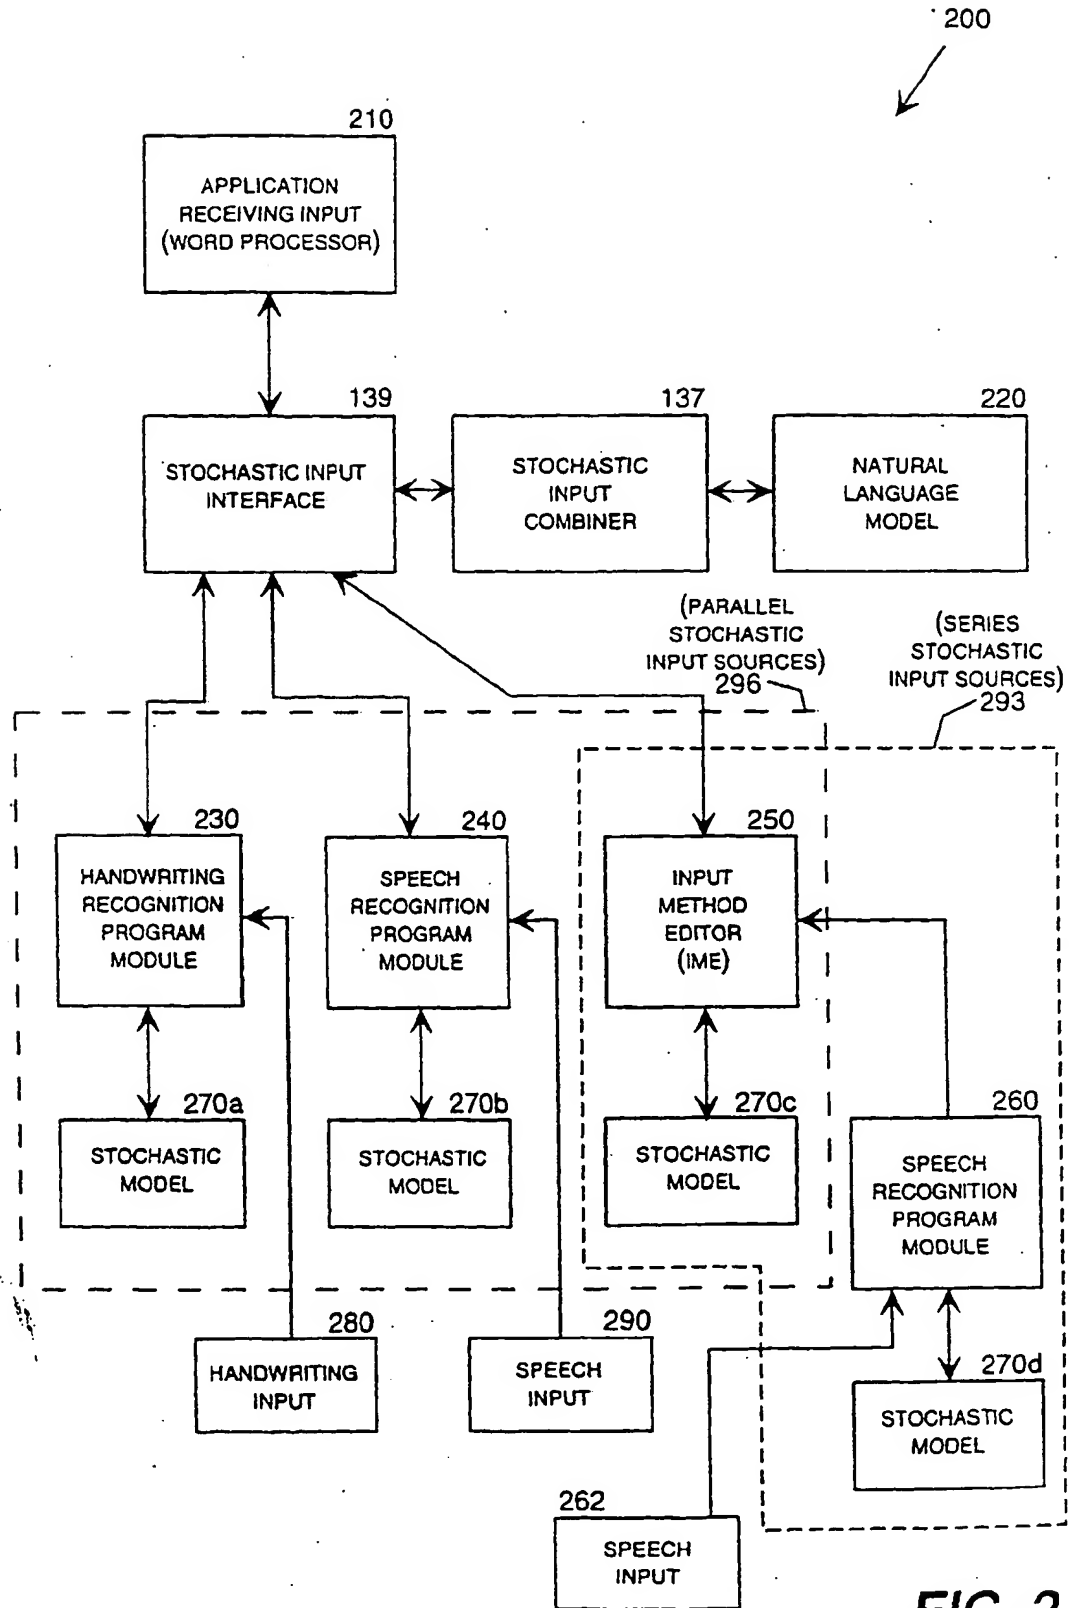 200
210
APPLICATION
RECEIVING INPUT
(WORD PROCESSOR)
139
STOCHASTIC INPUT
INTERFACE
137
STOCHASTIC
INPUT
COMBINER
220
NATURAL
LANGUAGE
MODEL
(PARALLEL
STOCHASTIC
INPUT SOURCES)
296
(SERIES
STOCHASTIC
INPUT SOURCES)
293
230
HANDWRITING
RECOGNITION
PROGRAM
MODULE
240
SPEECH
RECOGNITION
PROGRAM
MODULE
250
INPUT
METHOD
EDITOR
(IME)
270a
STOCHASTIC
MODEL
270b
STOCHASTIC
MODEL
270c
STOCHASTIC
MODEL
260
SPEECH
RECOGNITION
PROGRAM
MODULE
280
HANDWRITING
INPUT
290
SPEECH
INPUT
270d
STOCHASTIC
MODEL
262
SPEECH
INPUT
FIG. 2